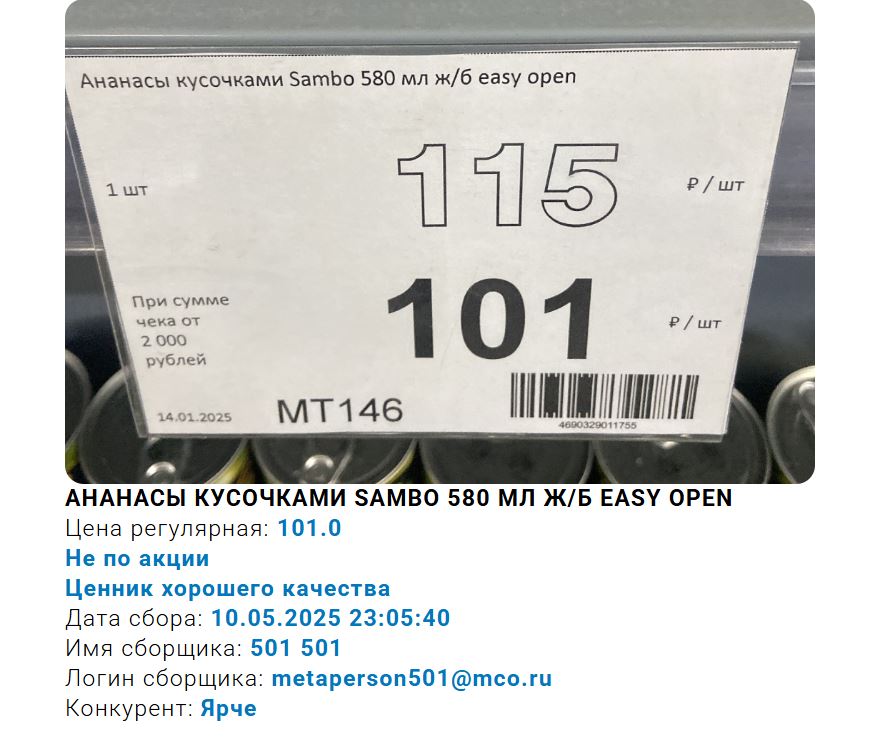 Ананасы кусочками Sambo 580 мл ж/б easy open
1 шт
115
₽ / шт
При сумме
чека от
2 000
рублей
101
₽ / шт
14.01.2025
МТ146
4690329011755
АНАНАСЫ КУСОЧКАМИ SAMBO 580 МЛ Ж/Б EASY OPEN
Цена регулярная: 101.0
Не по акции
Ценник хорошего качества
Дата сбора: 10.05.2025 23:05:40
Имя сборщика: 501 501
Логин сборщика: metaperson501@mco.ru
Конкурент: Ярче